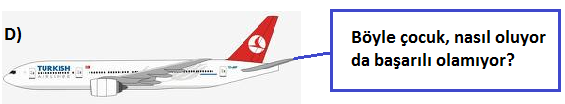 D)
TURKISH
AIRLINES
Böyle çocuk, nasıl oluyor
da başarılı olamıyor?